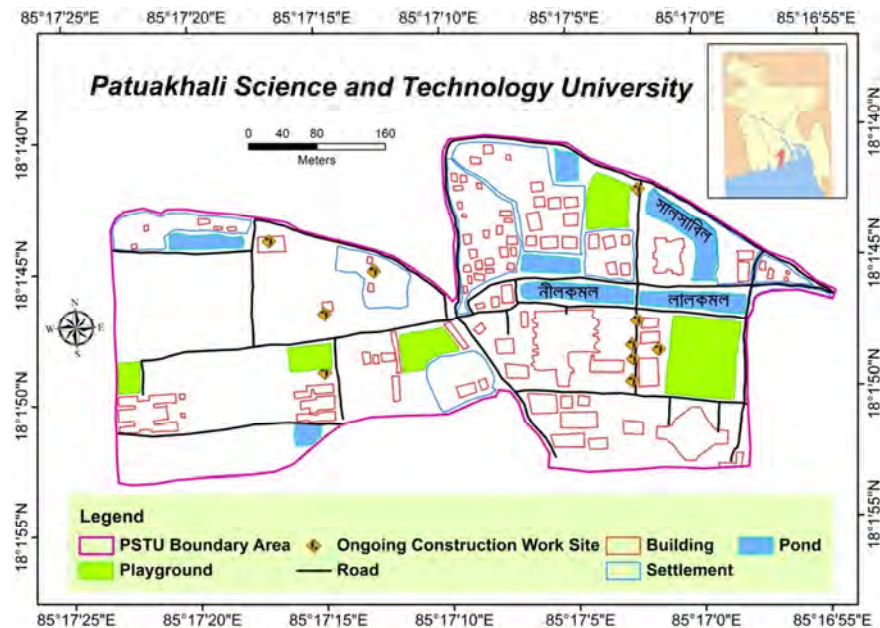 85°17'25"E 85°17'20"E 85°17'15"E 85°17'10"E 85°17'5"E 85°17'0"E 85°16'55"E
Patuakhali Science and Technology University
0 40 80 160
Meters
18°1'40"N
18°1'40"N
সালসাবিল
18°1'45"N
18°1'45"N
নীলকমল
লালকমল
N
W E
S
18°1'50"N
18°1'50"N
Legend
PSTU Boundary Area Ongoing Construction Work Site Building Pond
Playground Road Settlement
18°1'55"N
18°1'55"N
85°17'25"E 85°17'20"E 85°17'15"E 85°17'10"E 85°17'5"E 85°17'0"E 85°16'55"E